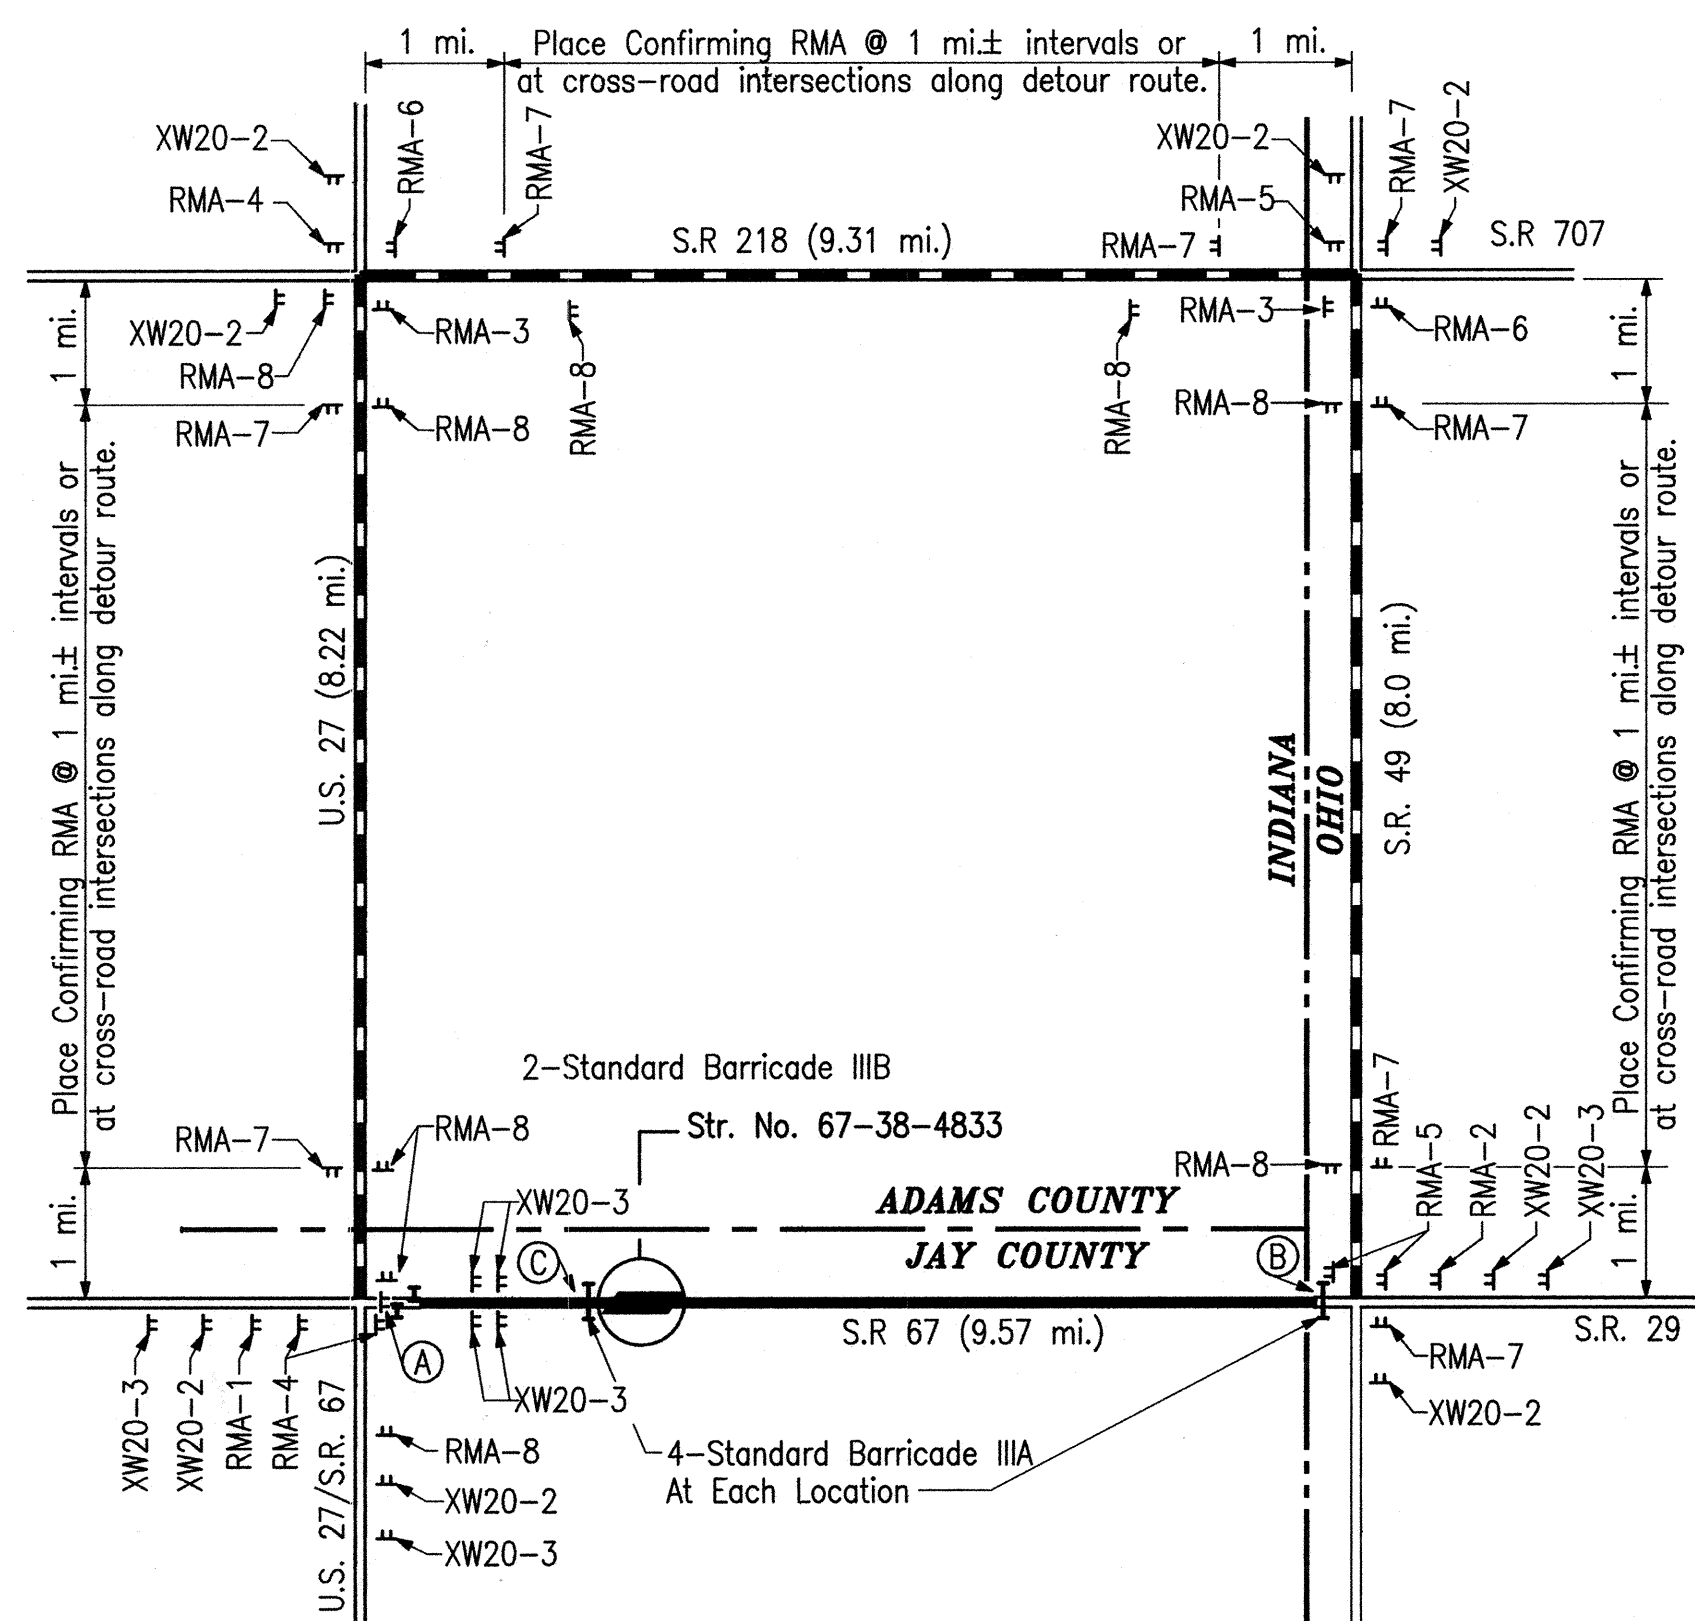 1 mi.
Place Confirming RMA @ 1 mi.± intervals or
at cross-road intersections along detour route.
1 mi.
XW20-2
RMA-4
RMA-6
RMA-7
XW20-2
RMA-5
RMA-7
XW20-2
S.R 218 (9.31 mi.)
RMA-7
S.R 707
XW20-2
RMA-8
RMA-7
RMA-3
RMA-8
RMA-8
RMA-8
RMA-3
RMA-8
RMA-6
RMA-7
1 mi.
Place Confirming RMA @ 1 mi.± intervals or
at cross-road intersections along detour route.
1 mi.
U.S. 27 (8.22 mi.)
INDIANA
OHIO
S.R. 49 (8.0 mi.)
1 mi.
Place Confirming RMA @ 1 mi.± intervals or
at cross-road intersections along detour route.
1 mi.
2-Standard Barricade IIIB
Str. No. 67-38-4833
RMA-7
RMA-8
RMA-8
RMA-7
RMA-5
RMA-2
XW20-2
XW20-3
XW20-3
ADAMS COUNTY
JAY COUNTY
C
B
S.R 67 (9.57 mi.)
S.R. 29
A
XW20-3
XW20-2
RMA-1
RMA-4
U.S. 27/S.R. 67
XW20-3
RMA-7
XW20-2
RMA-8
XW20-2
XW20-3
4-Standard Barricade IIIA
At Each Location